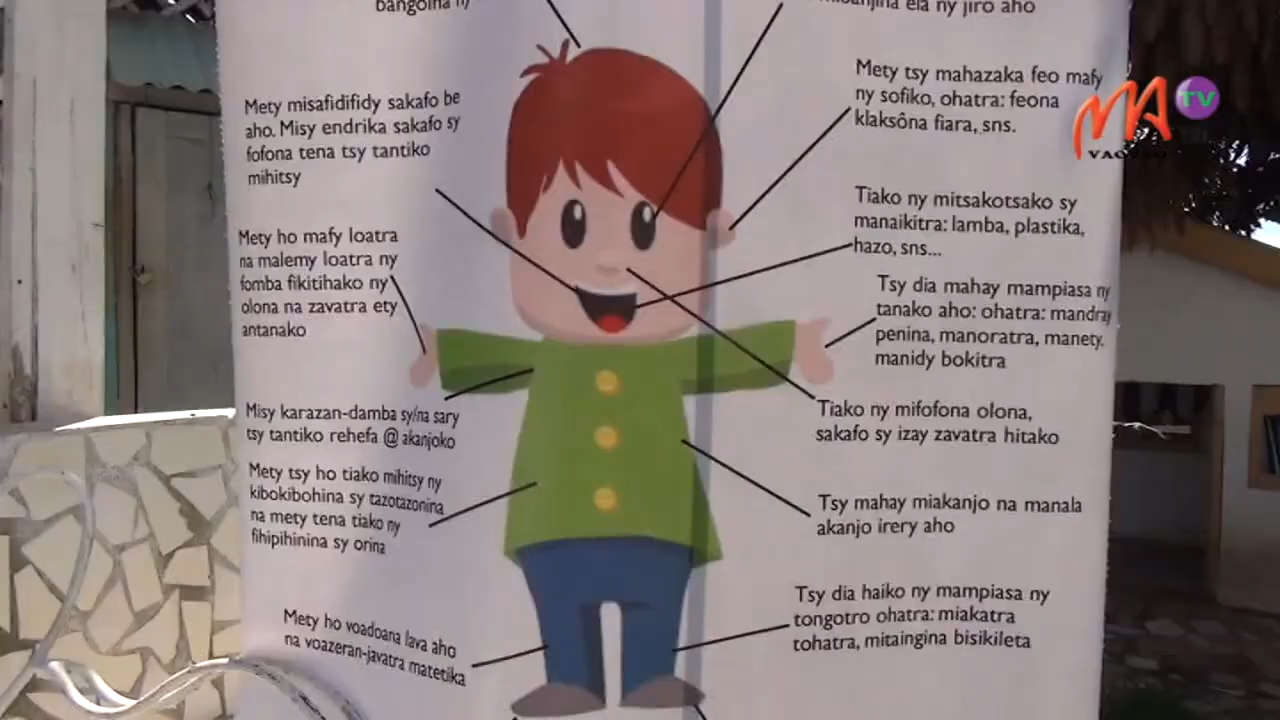 bangoina ny
ela ny jiro aho
Mety misafidifidy sakafo be
aho. Misy endrika sakafo sy
fofona tena tsy tantiko
mihitsy
Mety ho mafy loatra
na malemy loatra ny
fomba fikitihako ny
olona na zavatra ety
antanako
Misy karazan-damba sy/na sary
tsy tantiko rehefa @ akanjoko
Mety tsy ho tiako mihitsy ny
kibokibohina sy tazotazonina
na mety tena tiako ny
fihipihinina sy orina
Mety ho voadoana lava aho
na voazeran-javatra matetika
Mety tsy mahazaka feo mafy
ny sofiko, ohatra: feona
klaksôna fiara, sns.
Tiako ny mitsakotsako sy
manaikitra: lamba, plastika,
hazo, sns...
Tsy dia mahay mampiasa ny
tanako aho: ohatra: mandray
penina, manoratra, manety,
manidy bokitra
Tiako ny mifofona olona,
sakafo sy izay zavatra hitako
Tsy mahay miakanjo na manala
akanjo irery aho
Tsy dia haiko ny mampiasa ny
tongotro ohatra: miakatra
tohatra, mitaingina bisikileta
MA TV